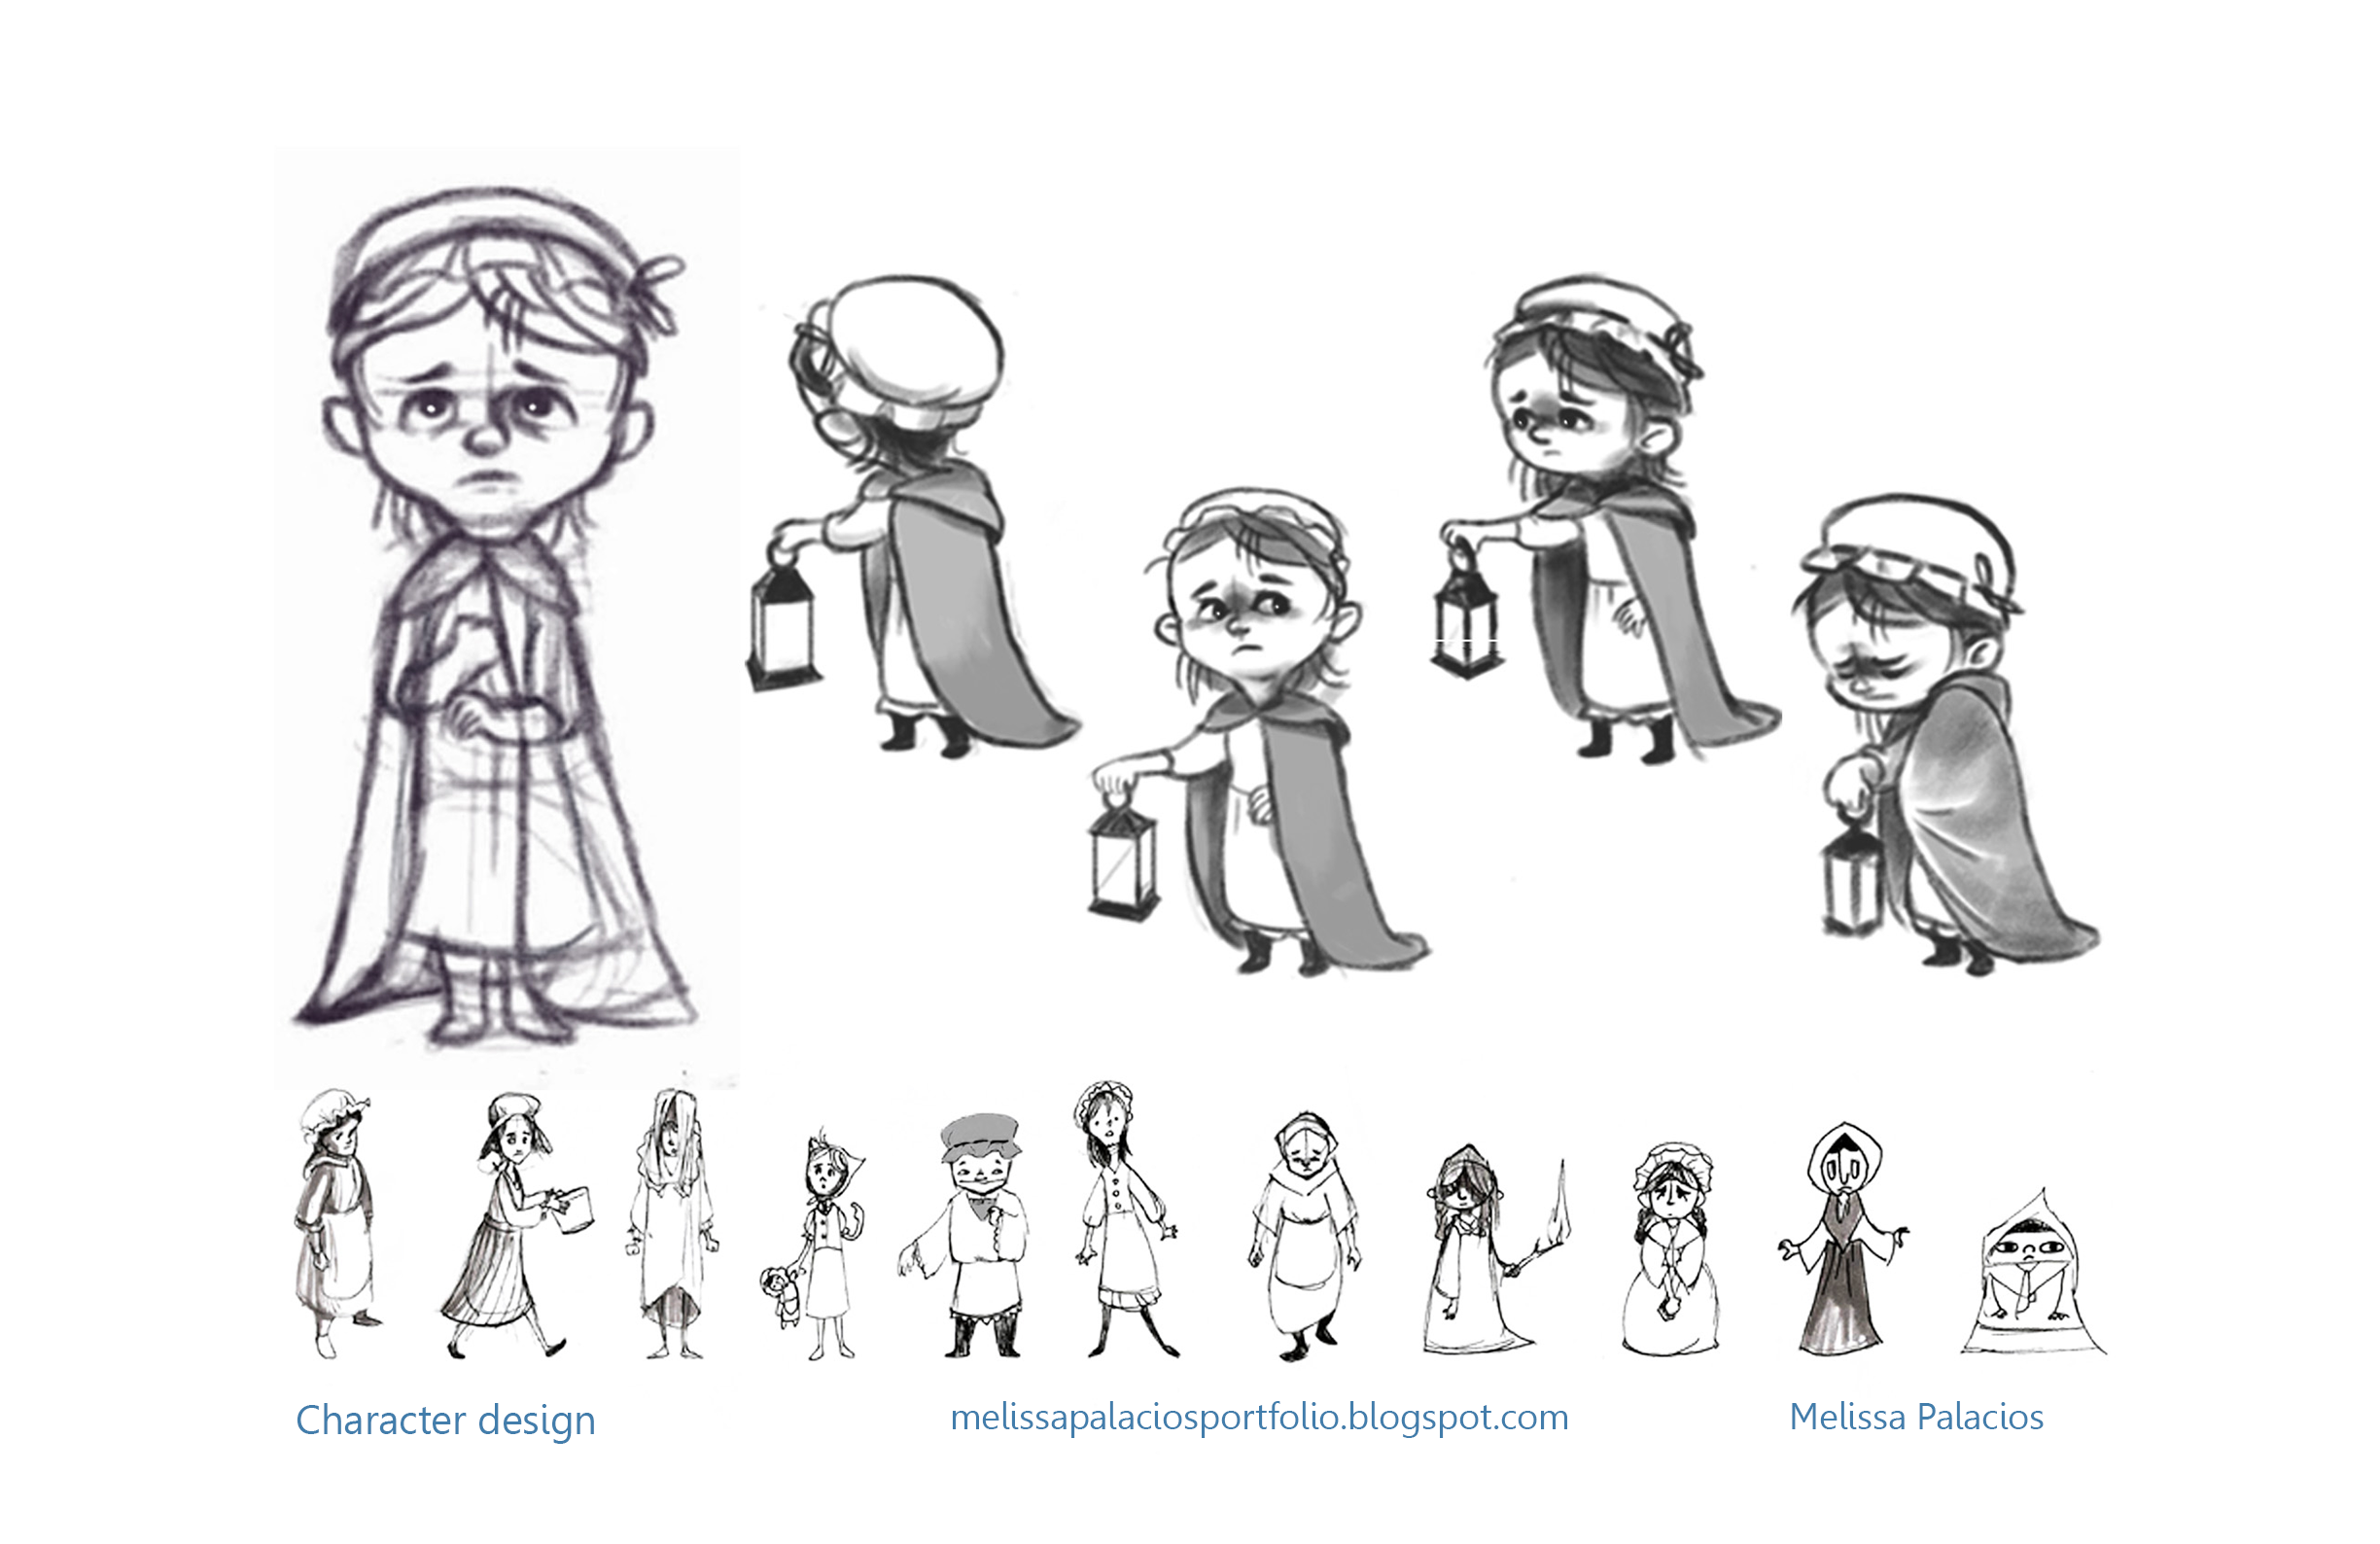 Character design
melissapalaciosportfolio.blogspot.com
Melissa Palacios